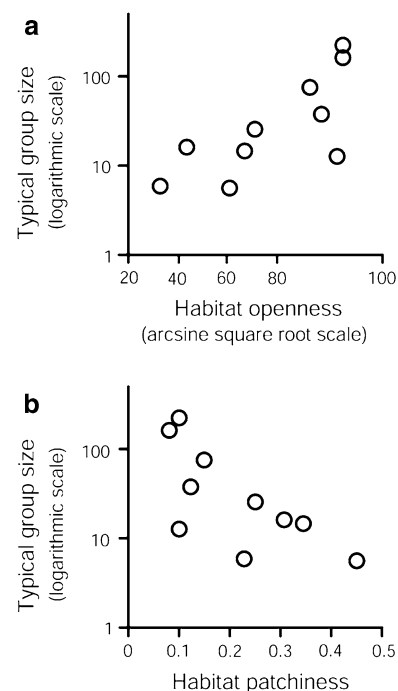 a
Typical group size
(logarithmic scale)
100
10
1
20 40 60 80 100
Habitat openness
(arcsine square root scale)
b
Typical group size
(logarithmic scale)
100
10
1
0 0.1 0.2 0.3 0.4 0.5
Habitat patchiness